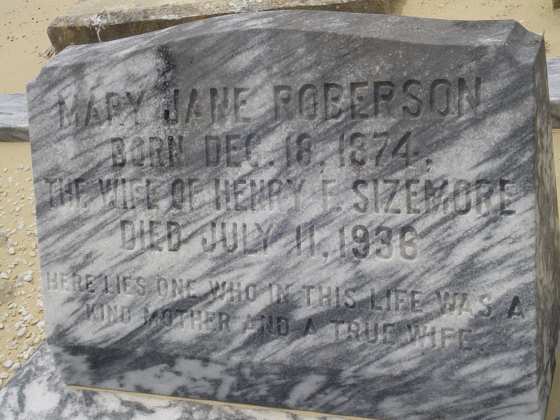 MARY JANE ROBERSON
BORN DEC. 18, 1874,
THE WIFE OF HENRY F. SIZEMORE
DIED JULY 11, 1936
HERE LIES ONE WHO IN THIS LIFE WAS A
KIND MOTHER AND A TRUE WIFE.